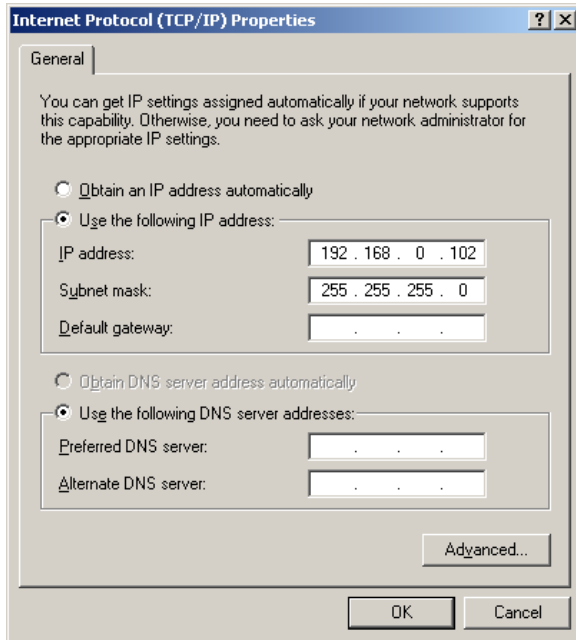 Internet Protocol (TCP/IP) Properties
General
You can get IP settings assigned automatically if your network supports
this capability. Otherwise, you need to ask your network administrator for
the appropriate IP settings.
Obtain an IP address automatically
Use the following IP address:
IP address: 192 . 168 . 0 . 102
Subnet mask: 255 . 255 . 255 . 0
Default gateway: . . .
Obtain DNS server address automatically
Use the following DNS server addresses:
Preferred DNS server: . . .
Alternate DNS server: . . .
Advanced...
OK Cancel